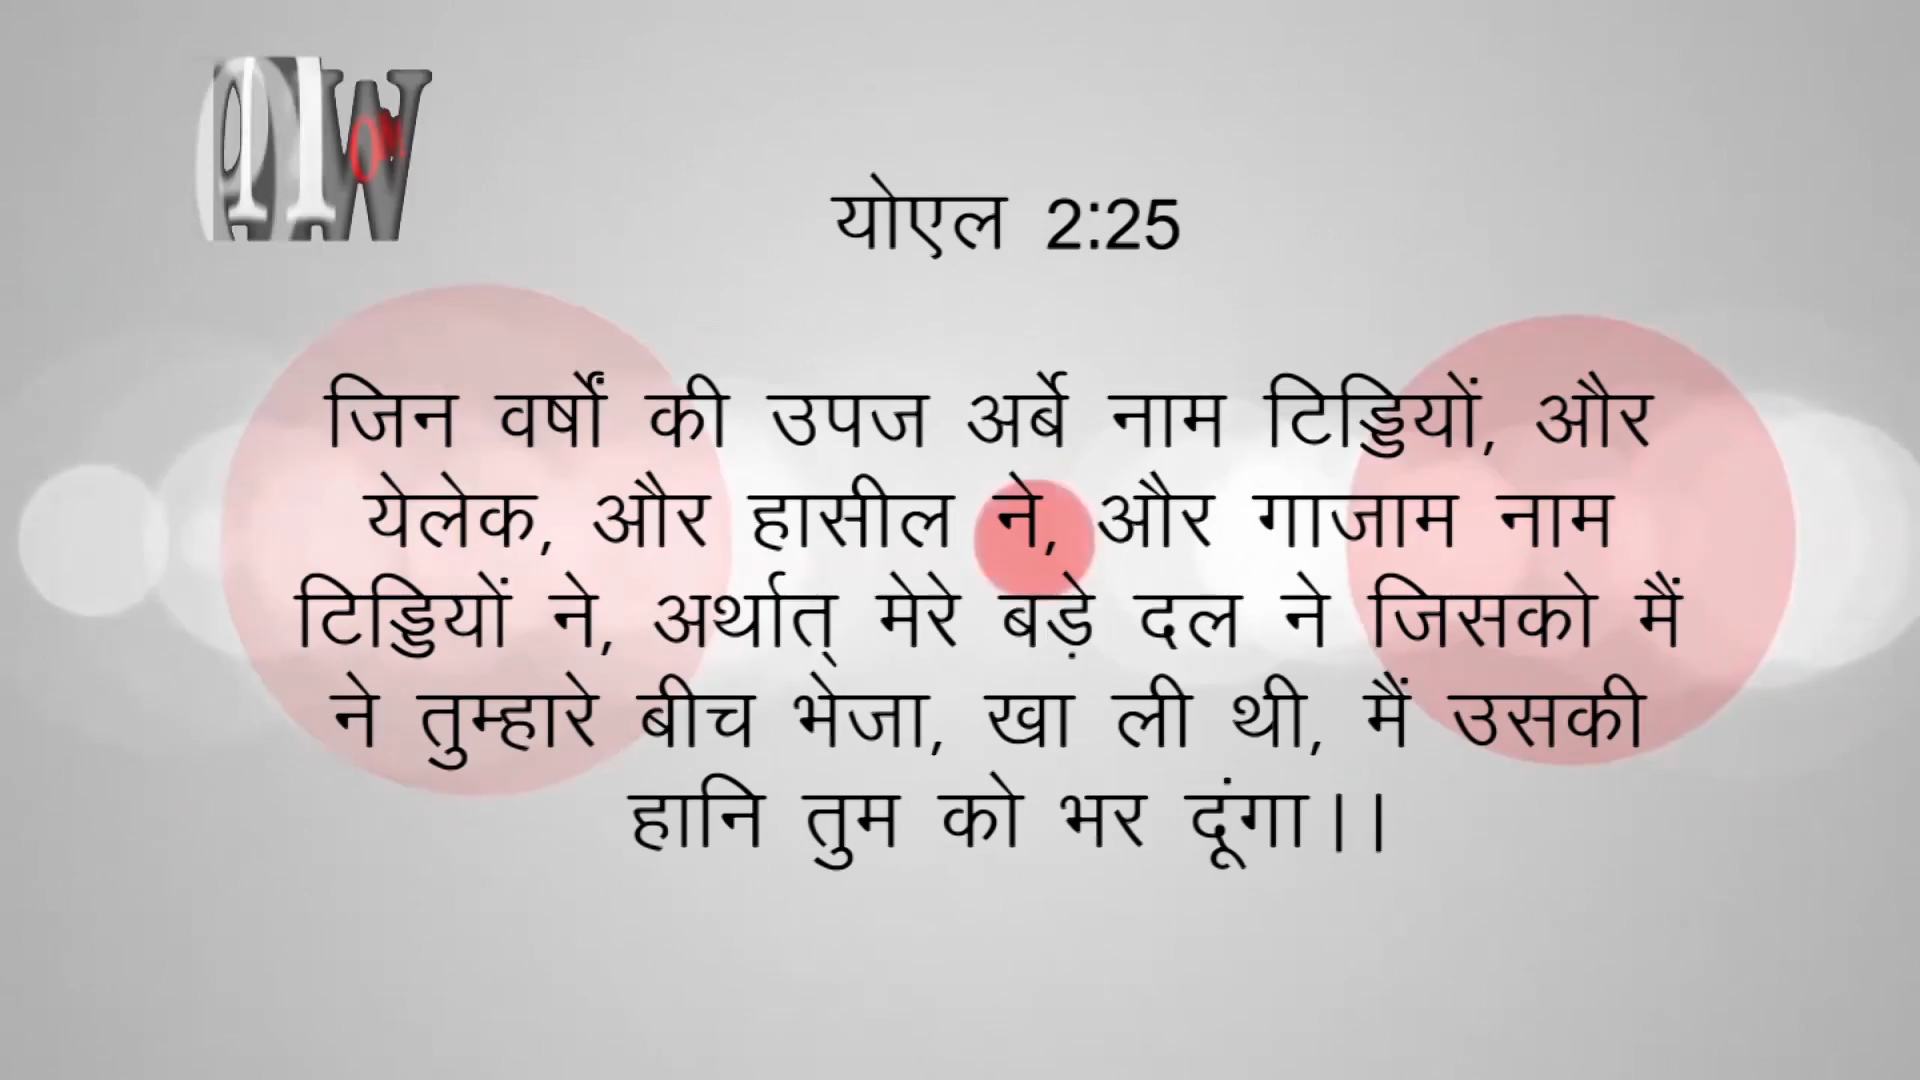 योएल 2:25
जिन वर्षों की उपज अर्बे नाम टिड्डियों, और
येलेक, और हासील ने, और गाजाम नाम
टिड्डियों ने, अर्थात् मेरे बड़े दल ने जिसको मैं
ने तुम्हारे बीच भेजा, खा ली थी, मैं उसकी
हानि तुम को भर दूंगा।।